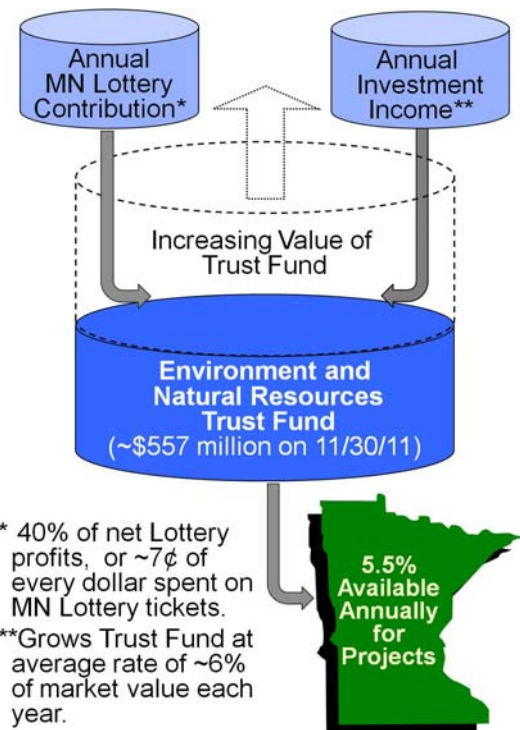 Annual
MN Lottery
Contribution*
Annual
Investment
Income**
Increasing Value of
Trust Fund
Environment and
Natural Resources
Trust Fund
(~$557 million on 11/30/11)
* 40% of net Lottery
profits, or ~7¢ of
every dollar spent on
MN Lottery tickets.
**Grows Trust Fund at
average rate of ~6%
of market value each
year.
5.5%
Available
Annually
for
Projects